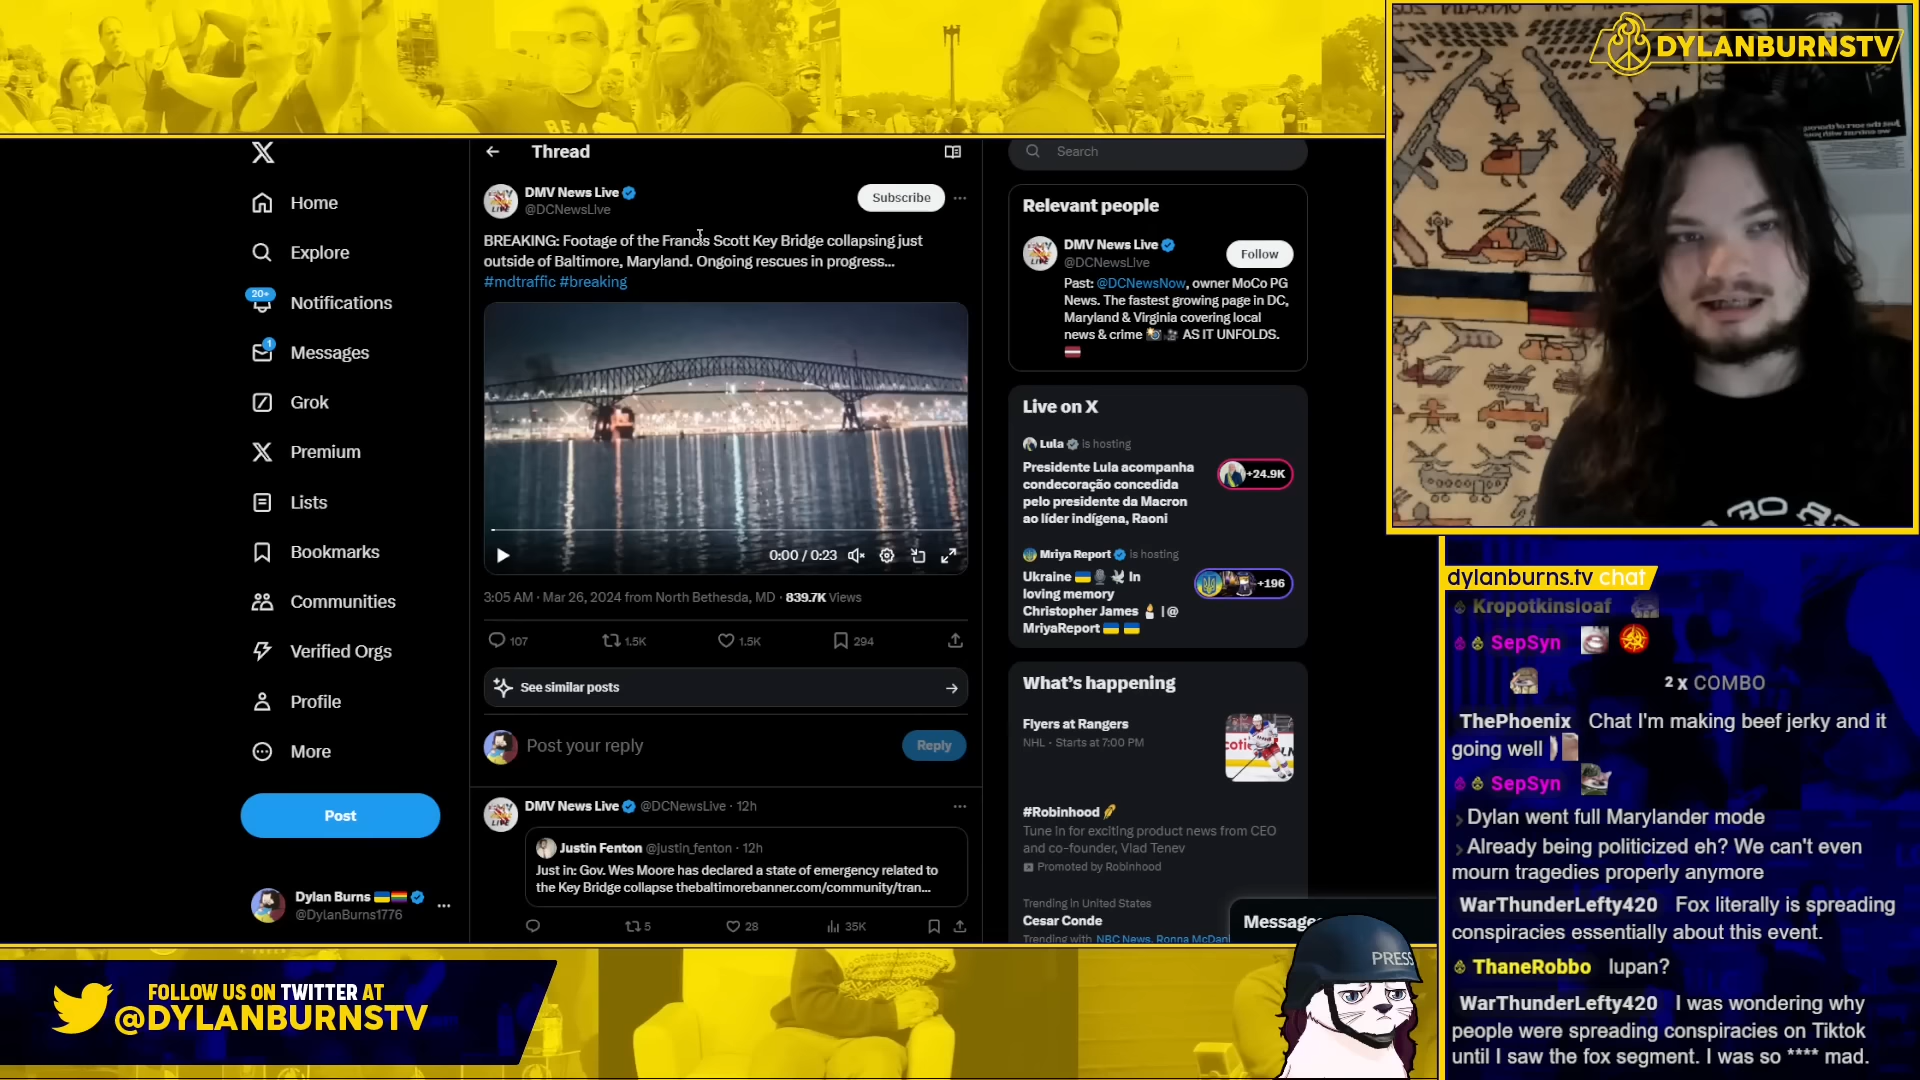 DYLANBURNSTV
Thread
Search
DMV News Live
@DCNewsLive
Subscribe
BREAKING: Footage of the Francis Scott Key Bridge collapsing just
outside of Baltimore, Maryland. Ongoing rescues in progress...
#mdtraffic #breaking
0:00 / 0:23
3:05 AM · Mar 26, 2024 from North Bethesda, MD · 839.7K Views
107
1.5K
1.5K
294
See similar posts
Post your reply
Reply
DMV News Live @DCNewsLive · 12h
Justin Fenton @justin_fenton · 12h
Just in: Gov. Wes Moore has declared a state of emergency related to
the Key Bridge collapse thebaltimorebanner.com/community/tran...
5
28
35K
Home
Explore
20+
Notifications
1
Messages
Grok
Premium
Lists
Bookmarks
Communities
Verified Orgs
Profile
More
Post
Dylan Burns
@DylanBurns1776
Relevant people
DMV News Live
@DCNewsLive
Follow
Past: @DCNewsNow, owner MoCo PG
News. The fastest growing page in DC,
Maryland & Virginia covering local
news & crime AS IT UNFOLDS.
Live on X
Lula is hosting
Presidente Lula acompanha
condecoração concedida
pelo presidente da Macron
ao líder indígena, Raoni
+24.9K
Mriya Report is hosting
Ukraine In
loving memory
Christopher James | @
MriyaReport
+196
What's happening
Flyers at Rangers
NHL · Starts at 7:00 PM
#Robinhood
Tune in for exciting product news from CEO
and co-founder, Vlad Tenev
Promoted by Robinhood
Trending in United States
Cesar Conde
Trending with NBC News, Ronna McDani
Messages
PRESS
dylanburns.tv chat
Kropotkinsloaf
SepSyn
2 x COMBO
ThePhoenix Chat I'm making beef jerky and it
going well
SepSyn
> Dylan went full Marylander mode
> Already being politicized eh? We can't even
mourn tragedies properly anymore
WarThunderLefty420 Fox literally is spreading
conspiracies essentially about this event.
ThaneRobbo lupan?
WarThunderLefty420 I was wondering why
people were spreading conspiracies on Tiktok
until I saw the fox segment. I was so **** mad.
FOLLOW US ON TWITTER AT
@DYLANBURNSTV